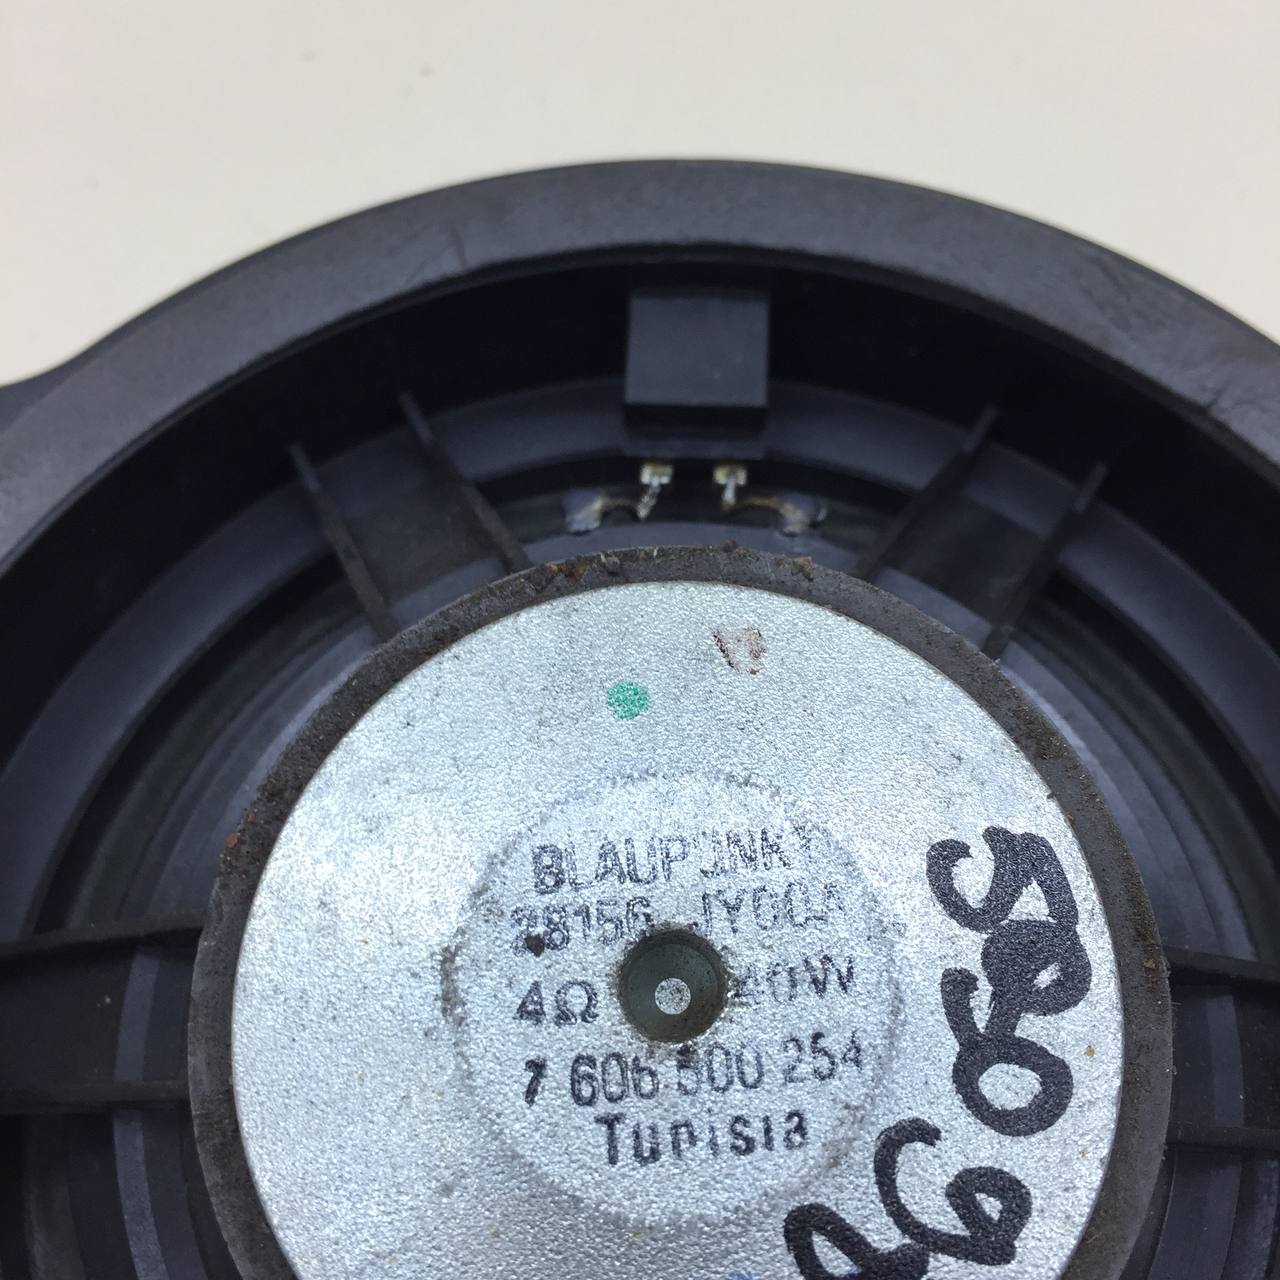 BLAUPUNKT
28156 JY00A
4Ω 40W
7 606 500 254
Tunisia